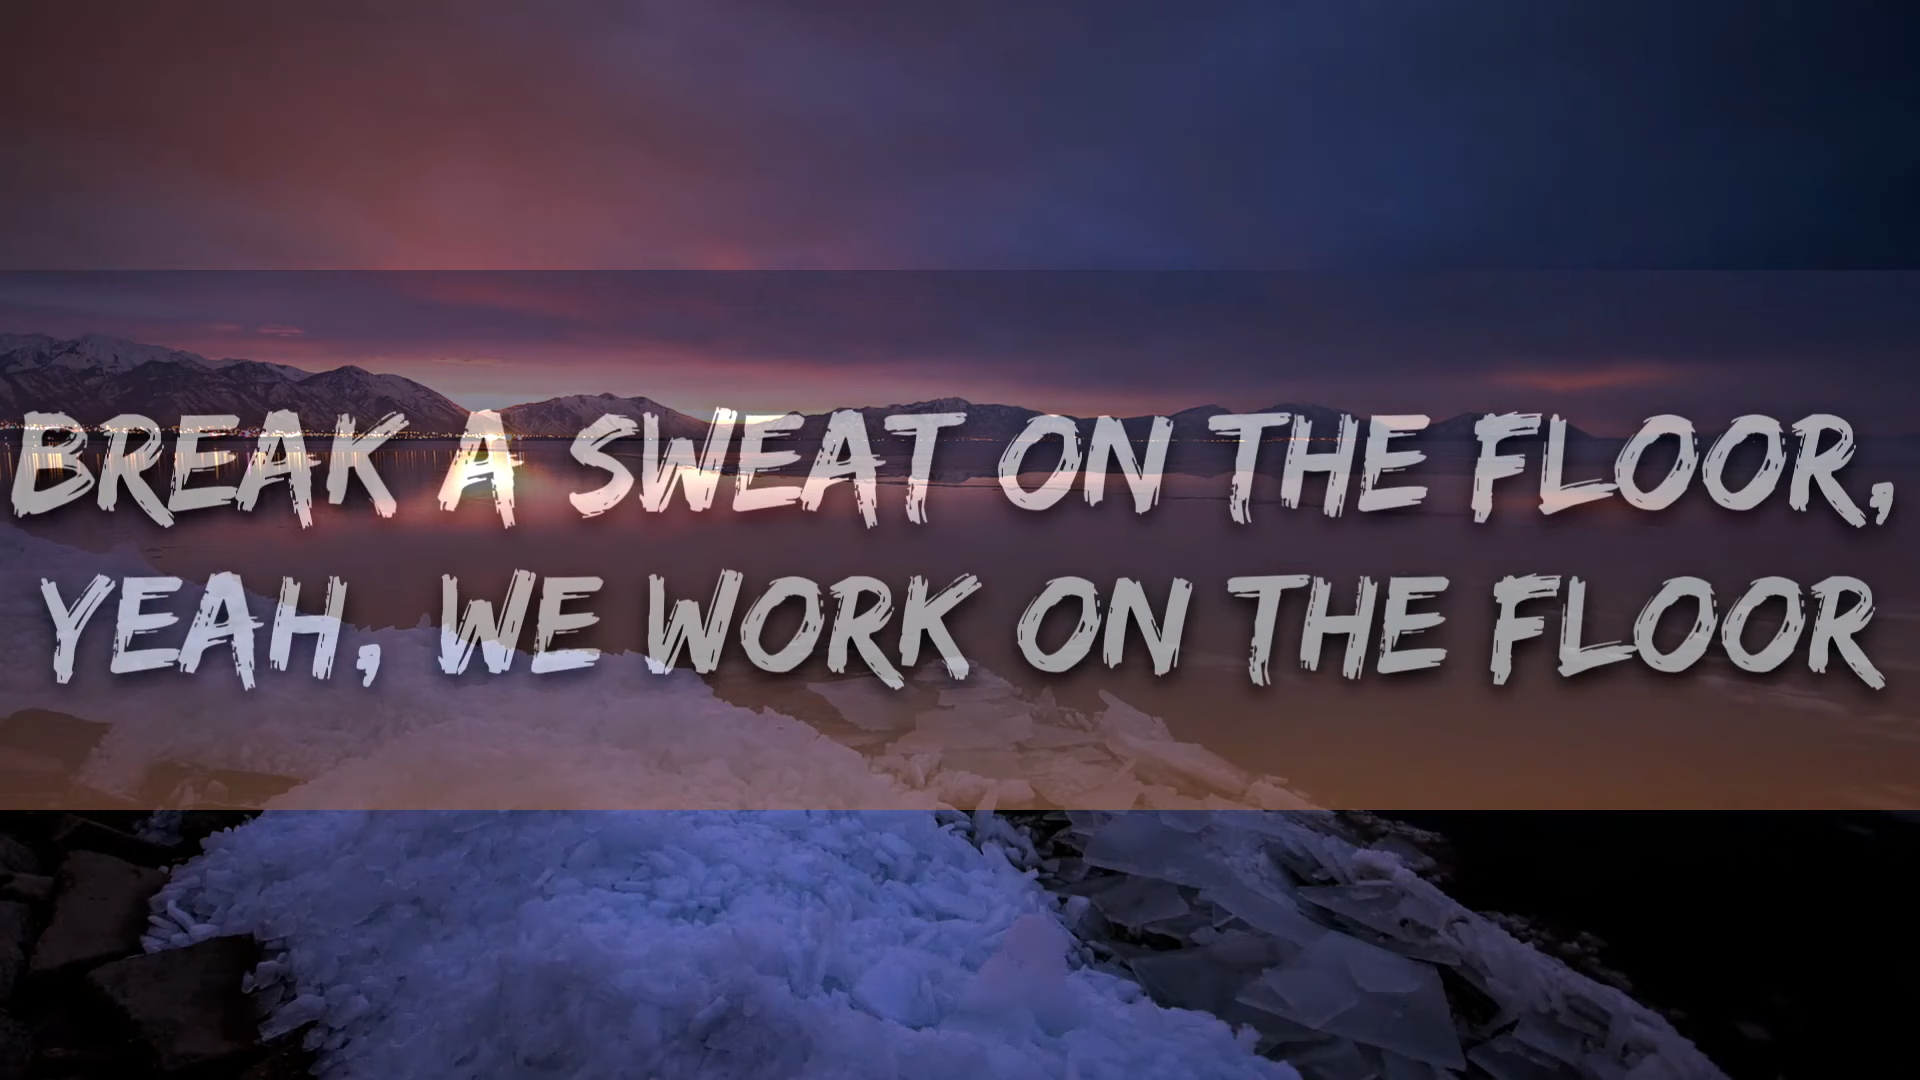 BREAK A SWEAT ON THE FLOOR,
YEAH, WE WORK ON THE FLOOR